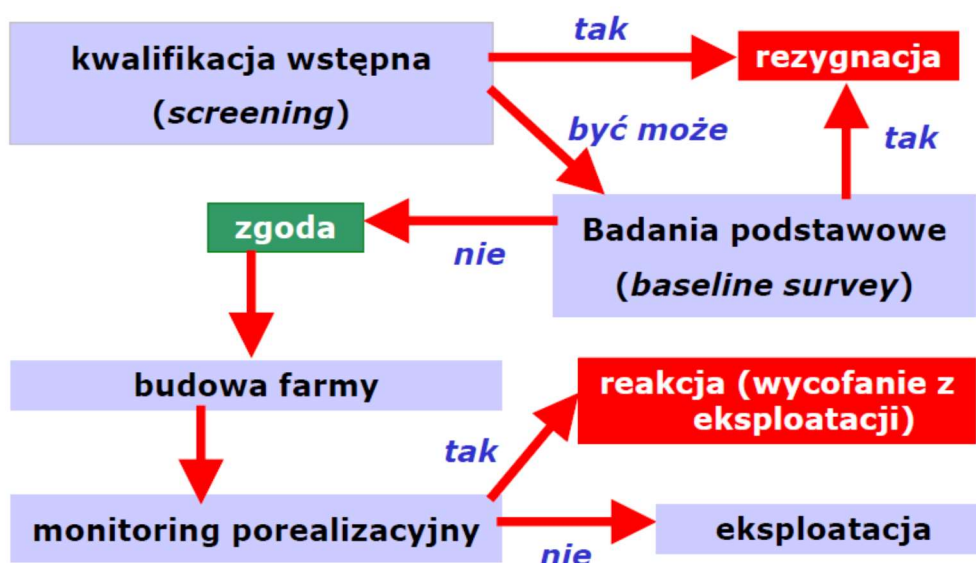 kwalifikacja wstępna
(screening)
tak
rezygnacja
być może
tak
zgoda
nie
Badania podstawowe
(baseline survey)
budowa farmy
reakcja (wycofanie z
eksploatacji)
tak
monitoring porealizacyjny
nie
eksploatacja